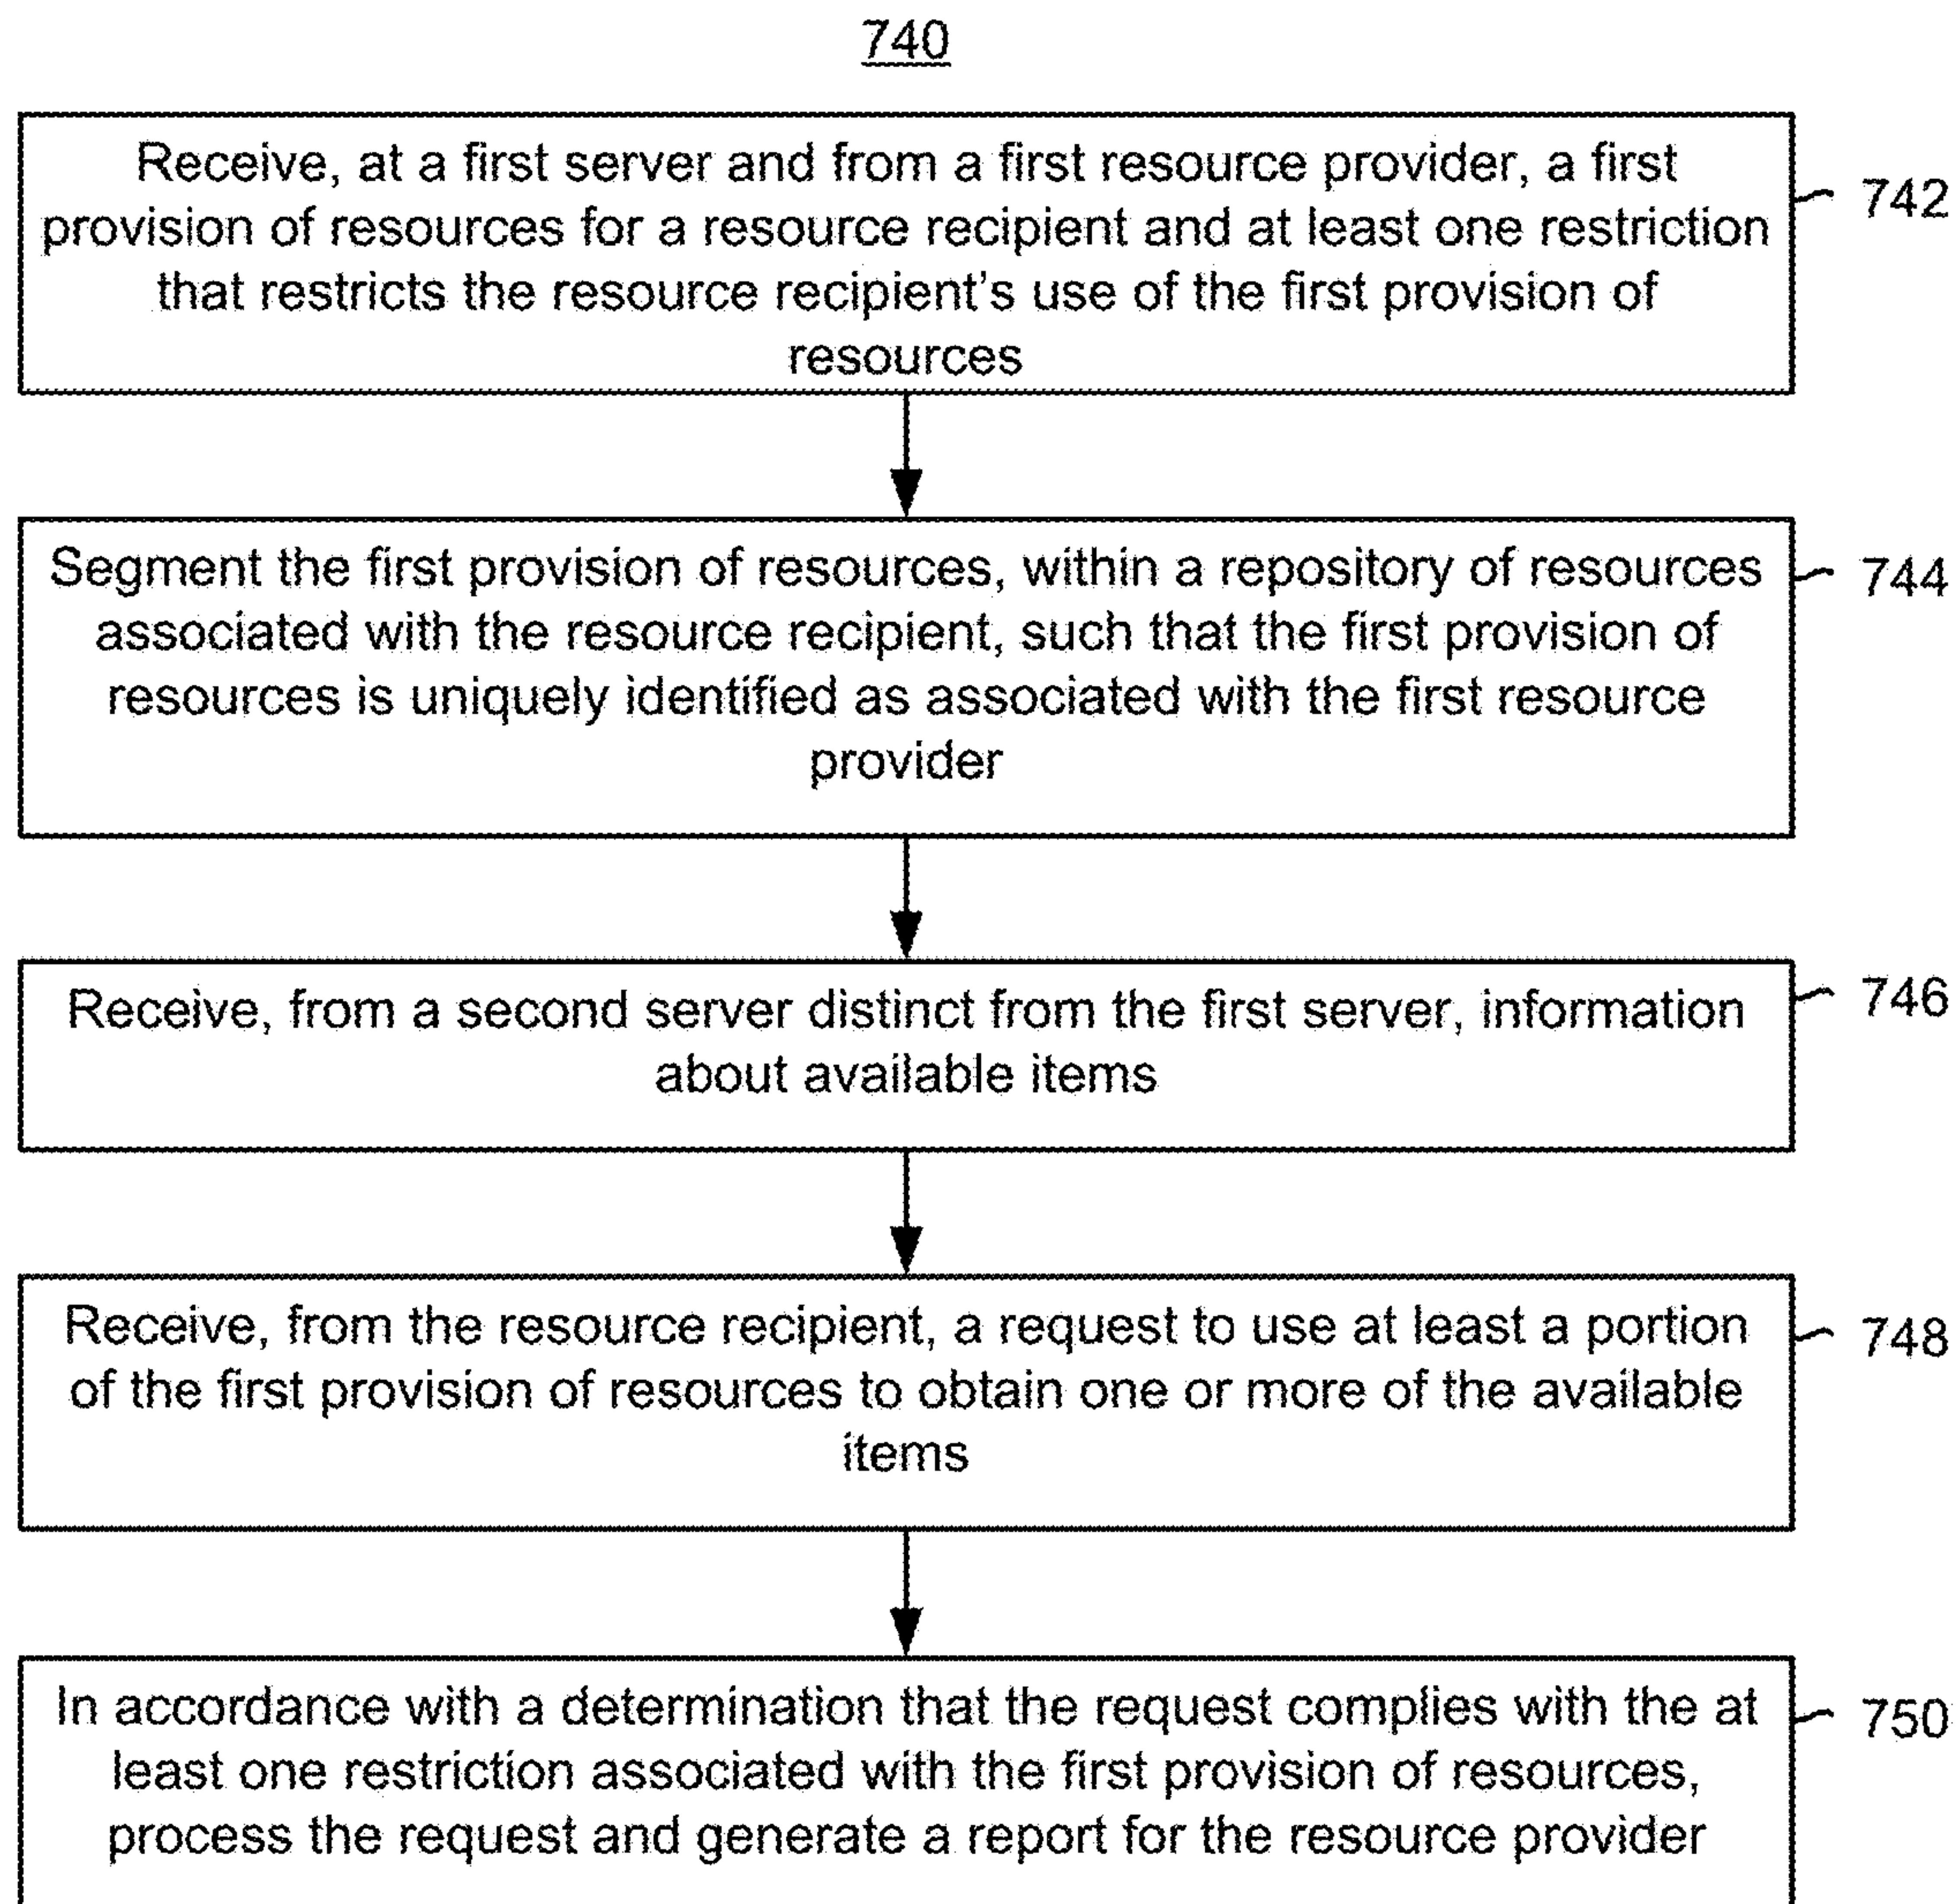 740
Receive, at a first server and from a first resource provider, a first
provision of resources for a resource recipient and at least one restriction
that restricts the resource recipient's use of the first provision of
resources
742
Segment the first provision of resources, within a repository of resources
associated with the resource recipient, such that the first provision of
resources is uniquely identified as associated with the first resource
provider
744
Receive, from a second server distinct from the first server, information
about available items
746
Receive, from the resource recipient, a request to use at least a portion
of the first provision of resources to obtain one or more of the available
items
748
In accordance with a determination that the request complies with the at
least one restriction associated with the first provision of resources,
process the request and generate a report for the resource provider
750